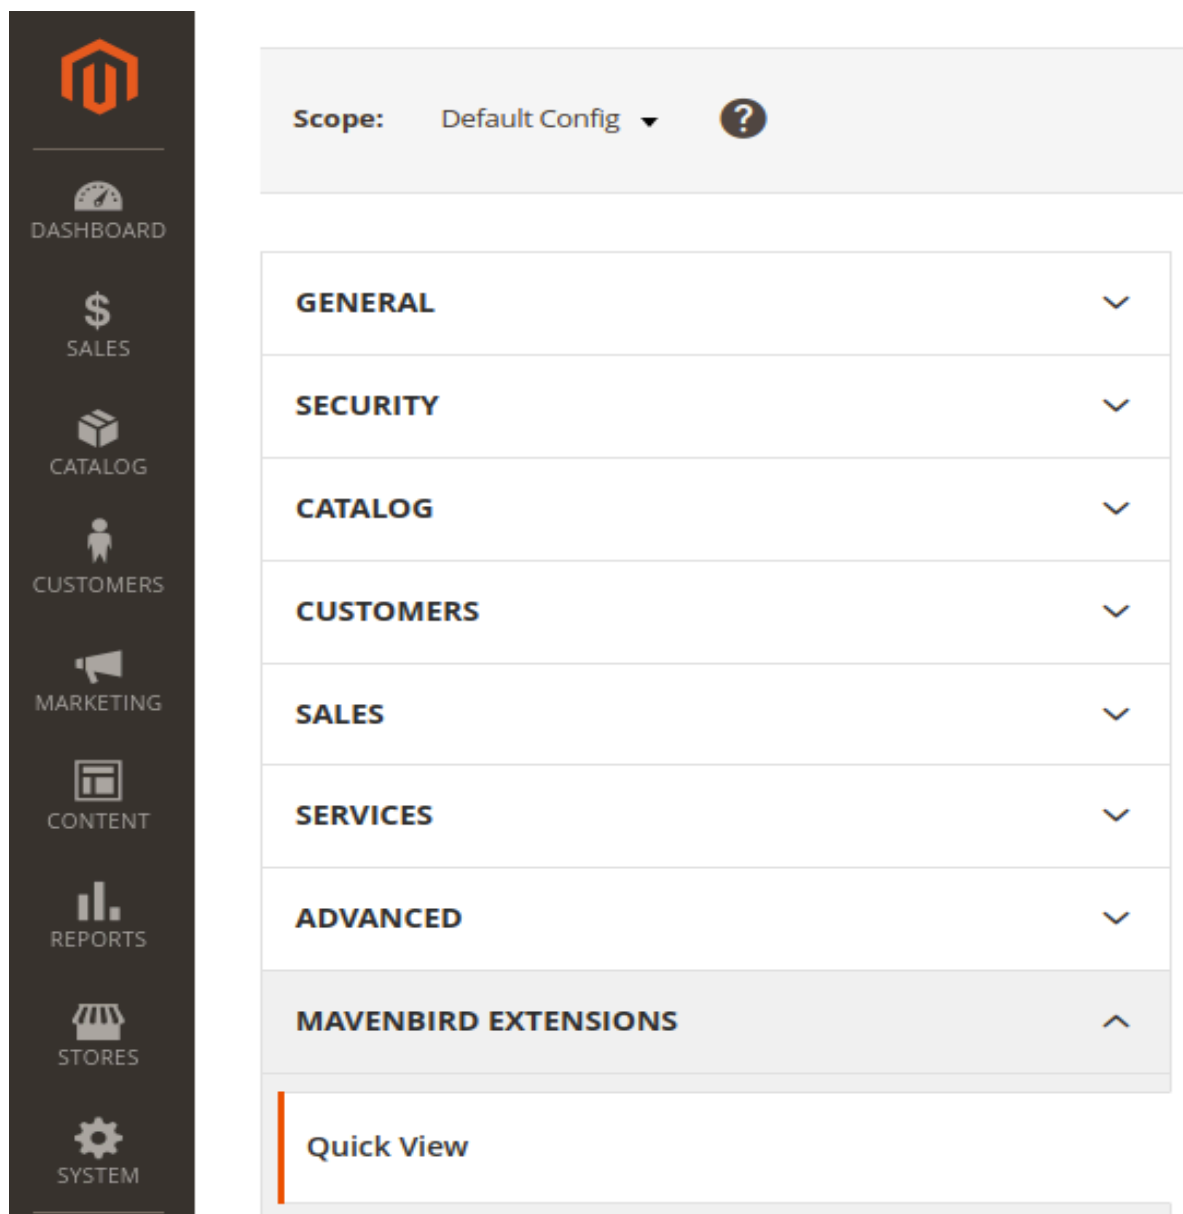 DASHBOARD
SALES
CATALOG
CUSTOMERS
MARKETING
CONTENT
REPORTS
STORES
SYSTEM
Scope: Default Config ?
GENERAL
SECURITY
CATALOG
CUSTOMERS
SALES
SERVICES
ADVANCED
MAVENBIRD EXTENSIONS
Quick View